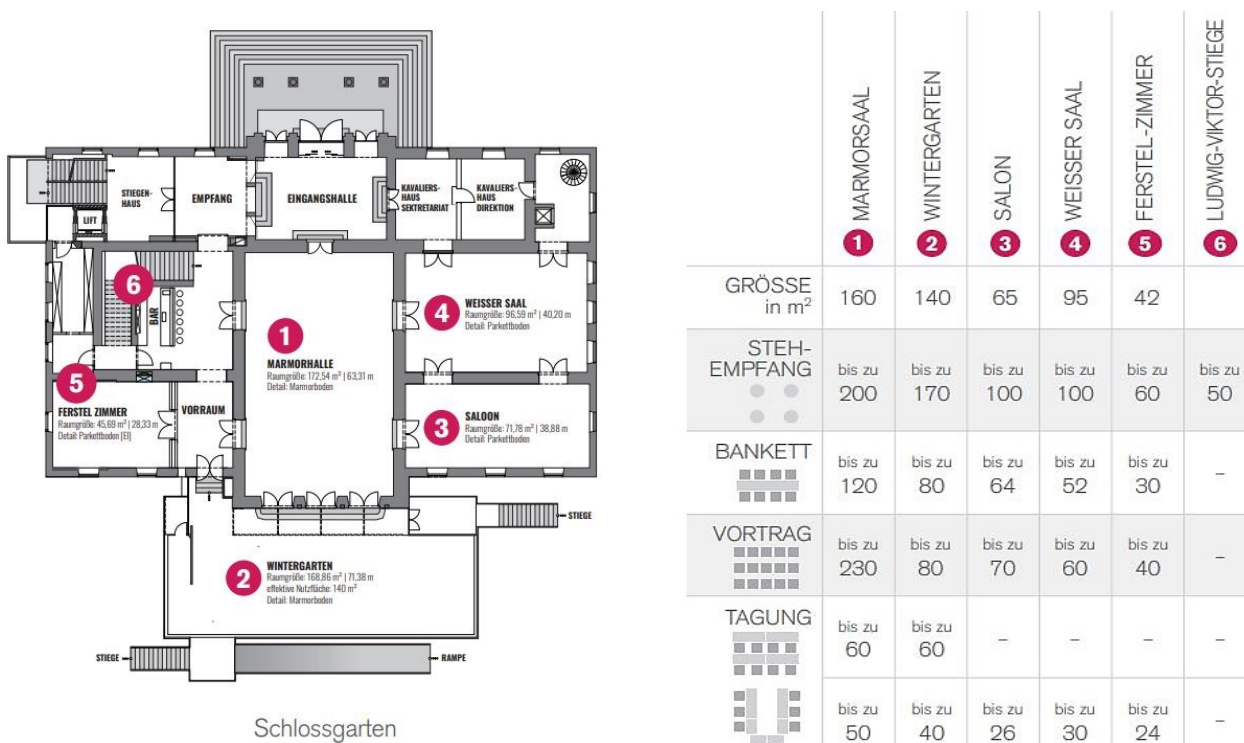 STIEGEN-
HAUS
EMPFANG
EINGANGSHALLE
KAVALIERS-
HAUS
SEKTRETARIAT
KAVALIERS-
HAUS
DIREKTION
LIFT
6
BAR
1
MARMORHALLE
Raumgröße: 172,54 m² | 63,31 m
Detail: Marmorboden
4
WEISSER SAAL
Raumgröße: 96,59 m² | 40,20 m
Detail: Parkettboden
5
FERSTEL ZIMMER
Raumgröße: 45,69 m² | 28,33 m
Detail: Parkettboden [EI]
VORRAUM
3
SALOON
Raumgröße: 71,78 m² | 38,88 m
Detail: Parkettboden
STIEGE
2
WINTERGARTEN
Raumgröße: 168,86 m² | 71,38 m
effektive Nutzfläche: 140 m²
Detail: Marmorboden
STIEGE
RAMPE
Schlossgarten
MARMORSAAL
WINTERGARTEN
SALON
WEISSER SAAL
FERSTEL-ZIMMER
LUDWIG-VIKTOR-STIEGE
1 2 3 4 5 6
GRÖSSE
in m²
160 140 65 95 42
STEH-
EMPFANG
bis zu bis zu bis zu bis zu bis zu bis zu
200 170 100 100 60 50
BANKETT
bis zu bis zu bis zu bis zu bis zu
120 80 64 52 30 –
VORTRAG
bis zu bis zu bis zu bis zu bis zu
230 80 70 60 40 –
TAGUNG
bis zu bis zu
60 60 – – – –
bis zu bis zu bis zu bis zu bis zu
50 40 26 30 24 –